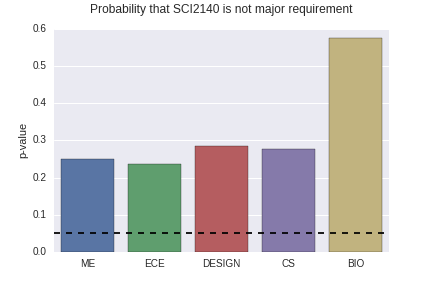 Probability that SCI2140 is not major requirement
0.6
0.5
0.4
0.3
0.2
0.1
0.0
p-value
ME ECE DESIGN CS BIO